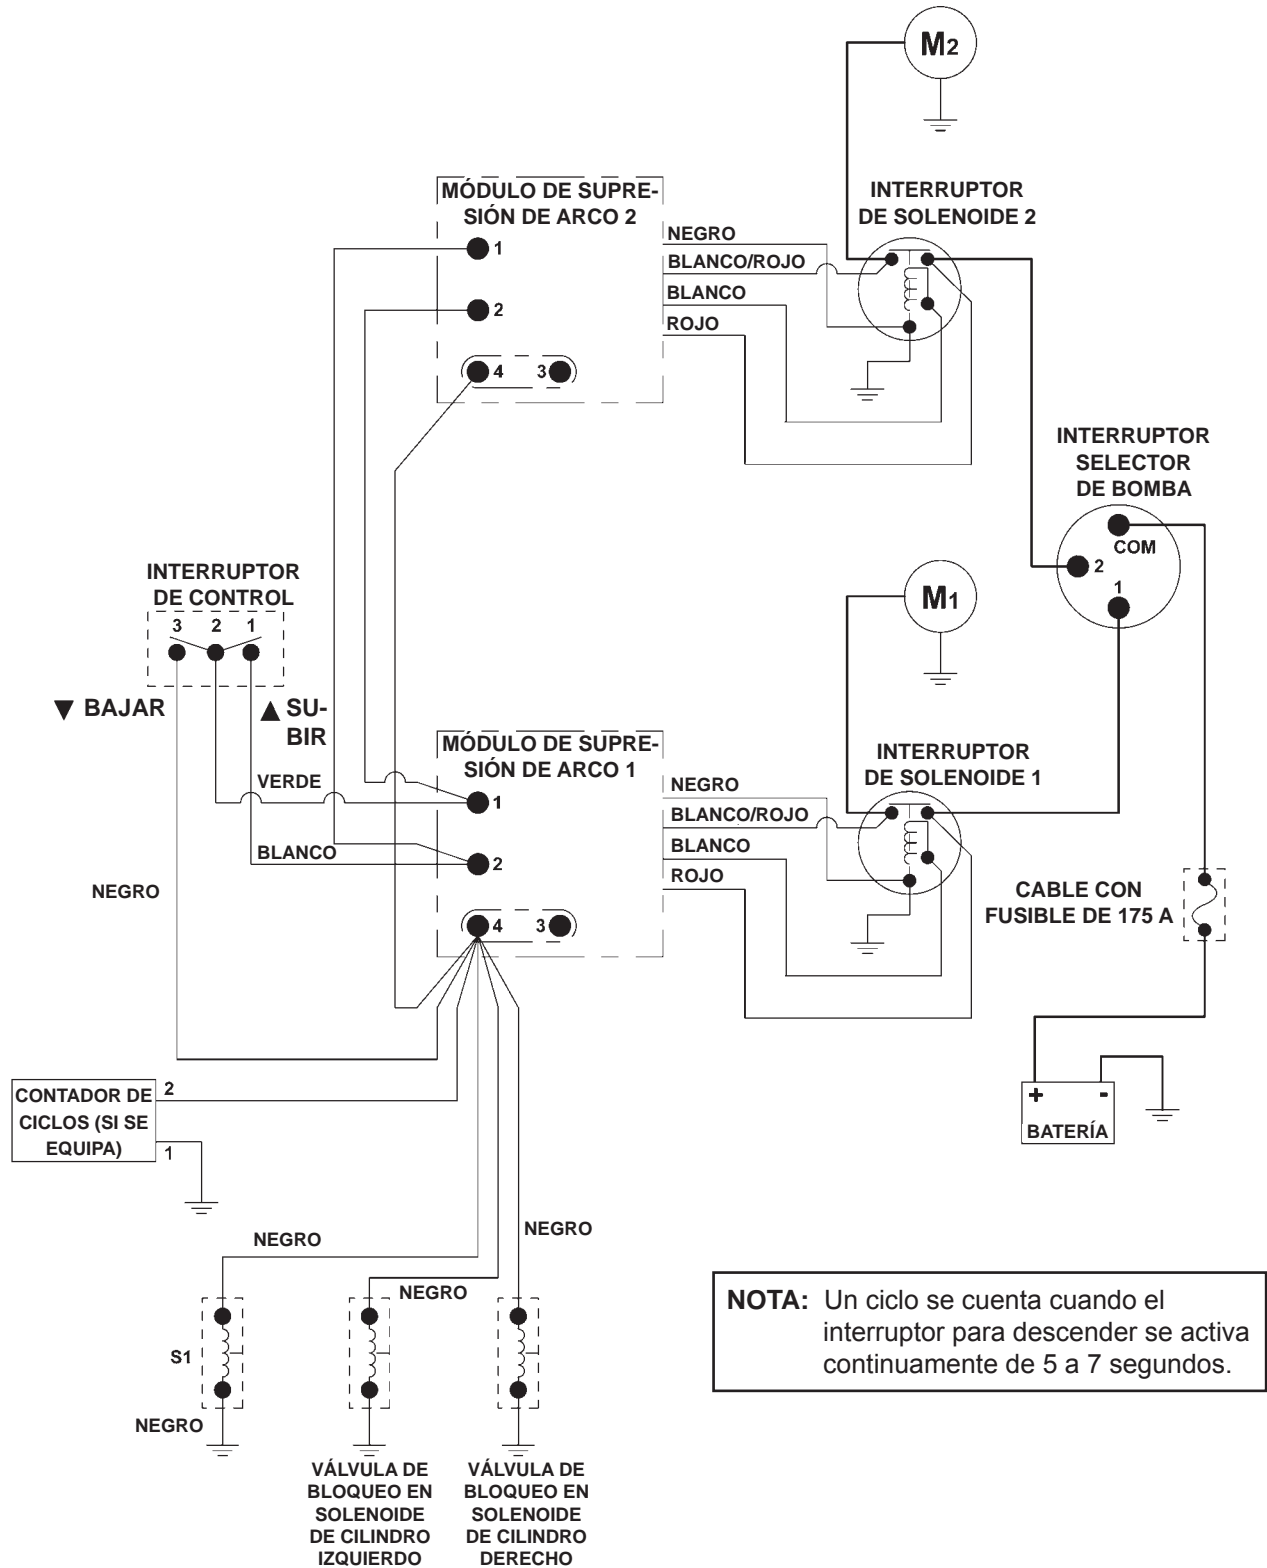 M2
MÓDULO DE SUPRE-
SIÓN DE ARCO 2
INTERRUPTOR
DE SOLENOIDE 2
NEGRO
1
BLANCO/ROJO
BLANCO
2
ROJO
4
3
INTERRUPTOR
SELECTOR
DE BOMBA
COM
2
1
INTERRUPTOR
DE CONTROL
3 2 1
▼ BAJAR
▲ SU-
BIR
M1
MÓDULO DE SUPRE-
SIÓN DE ARCO 1
INTERRUPTOR
DE SOLENOIDE 1
VERDE
NEGRO
1
BLANCO/ROJO
BLANCO
BLANCO
2
ROJO
NEGRO
4
3
CABLE CON
FUSIBLE DE 175 A
CONTADOR DE
CICLOS (SI SE
EQUIPA)
2
1
+ -
BATERÍA
NEGRO
NEGRO
NEGRO
S1
NEGRO
VÁLVULA DE
BLOQUEO EN
SOLENOIDE
DE CILINDRO
IZQUIERDO
VÁLVULA DE
BLOQUEO EN
SOLENOIDE
DE CILINDRO
DERECHO
NOTA: Un ciclo se cuenta cuando el
interruptor para descender se activa
continuamente de 5 a 7 segundos.